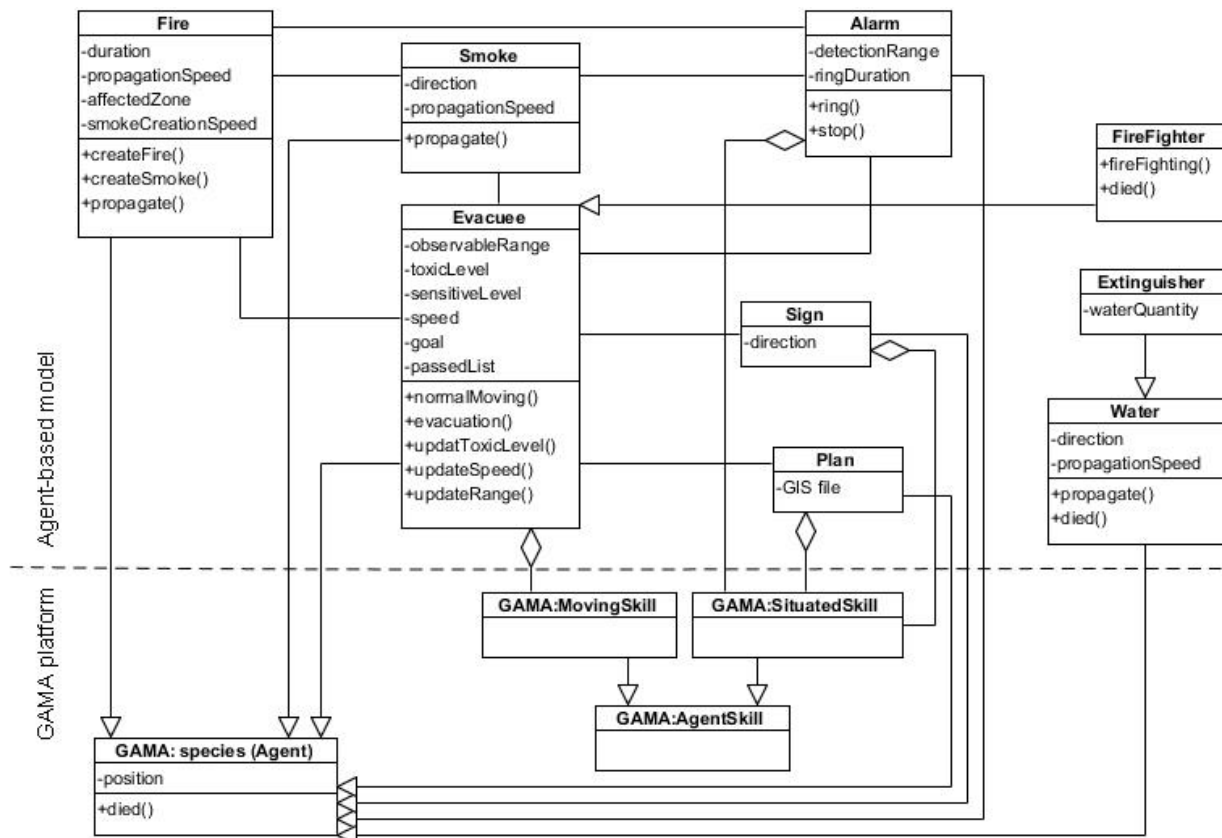 Fire
-duration
-propagationSpeed
-affectedZone
-smokeCreationSpeed
+createFire()
+createSmoke()
+propagate()
Smoke
-direction
-propagationSpeed
+propagate()
Alarm
-detectionRange
-ringDuration
+ring()
+stop()
FireFighter
+fireFighting()
+died()
Evacuee
-observableRange
-toxicLevel
-sensitiveLevel
-speed
-goal
-passedList
+normalMoving()
+evacuation()
+updatToxicLevel()
+updateSpeed()
+updateRange()
Sign
-direction
Extinguisher
-waterQuantity
Plan
-GIS file
Water
-direction
-propagationSpeed
+propagate()
+died()
Agent-based model
GAMA platform
GAMA:MovingSkill
GAMA:SituatedSkill
GAMA:AgentSkill
GAMA: species (Agent)
-position
+died()